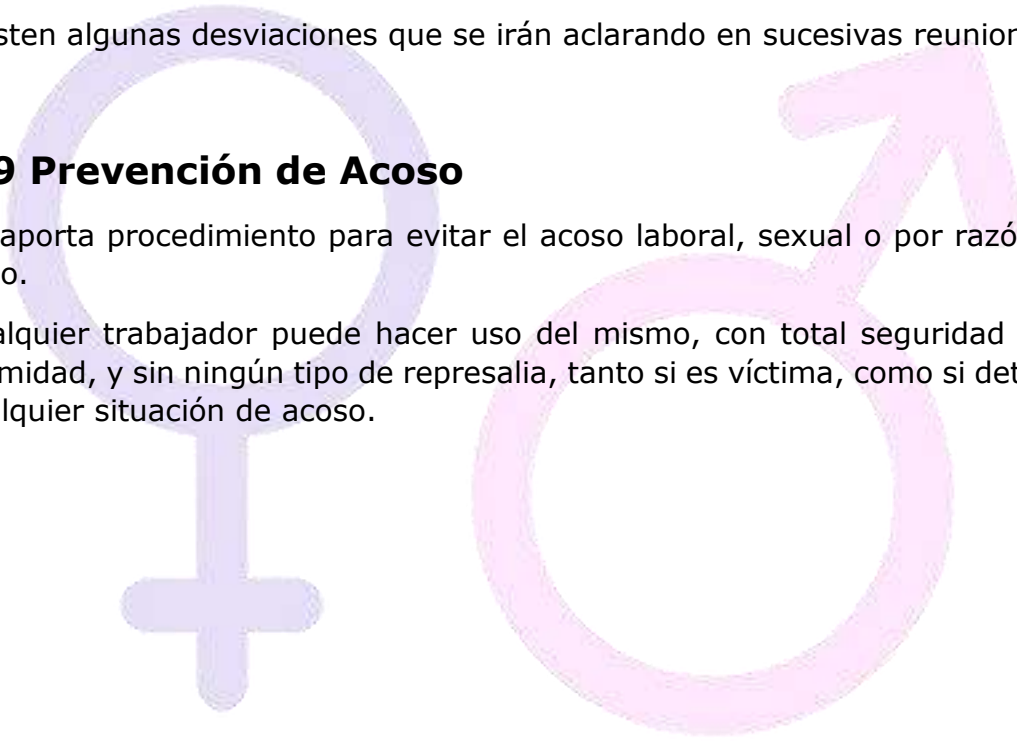 sten algunas desviaciones que se irán aclarando en sucesivas reunion
9 Prevención de Acoso
aporta procedimiento para evitar el acoso laboral, sexual o por razó
o.
alquier trabajador puede hacer uso del mismo, con total seguridad
midad, y sin ningún tipo de represalia, tanto si es víctima, como si det
lquier situación de acoso.